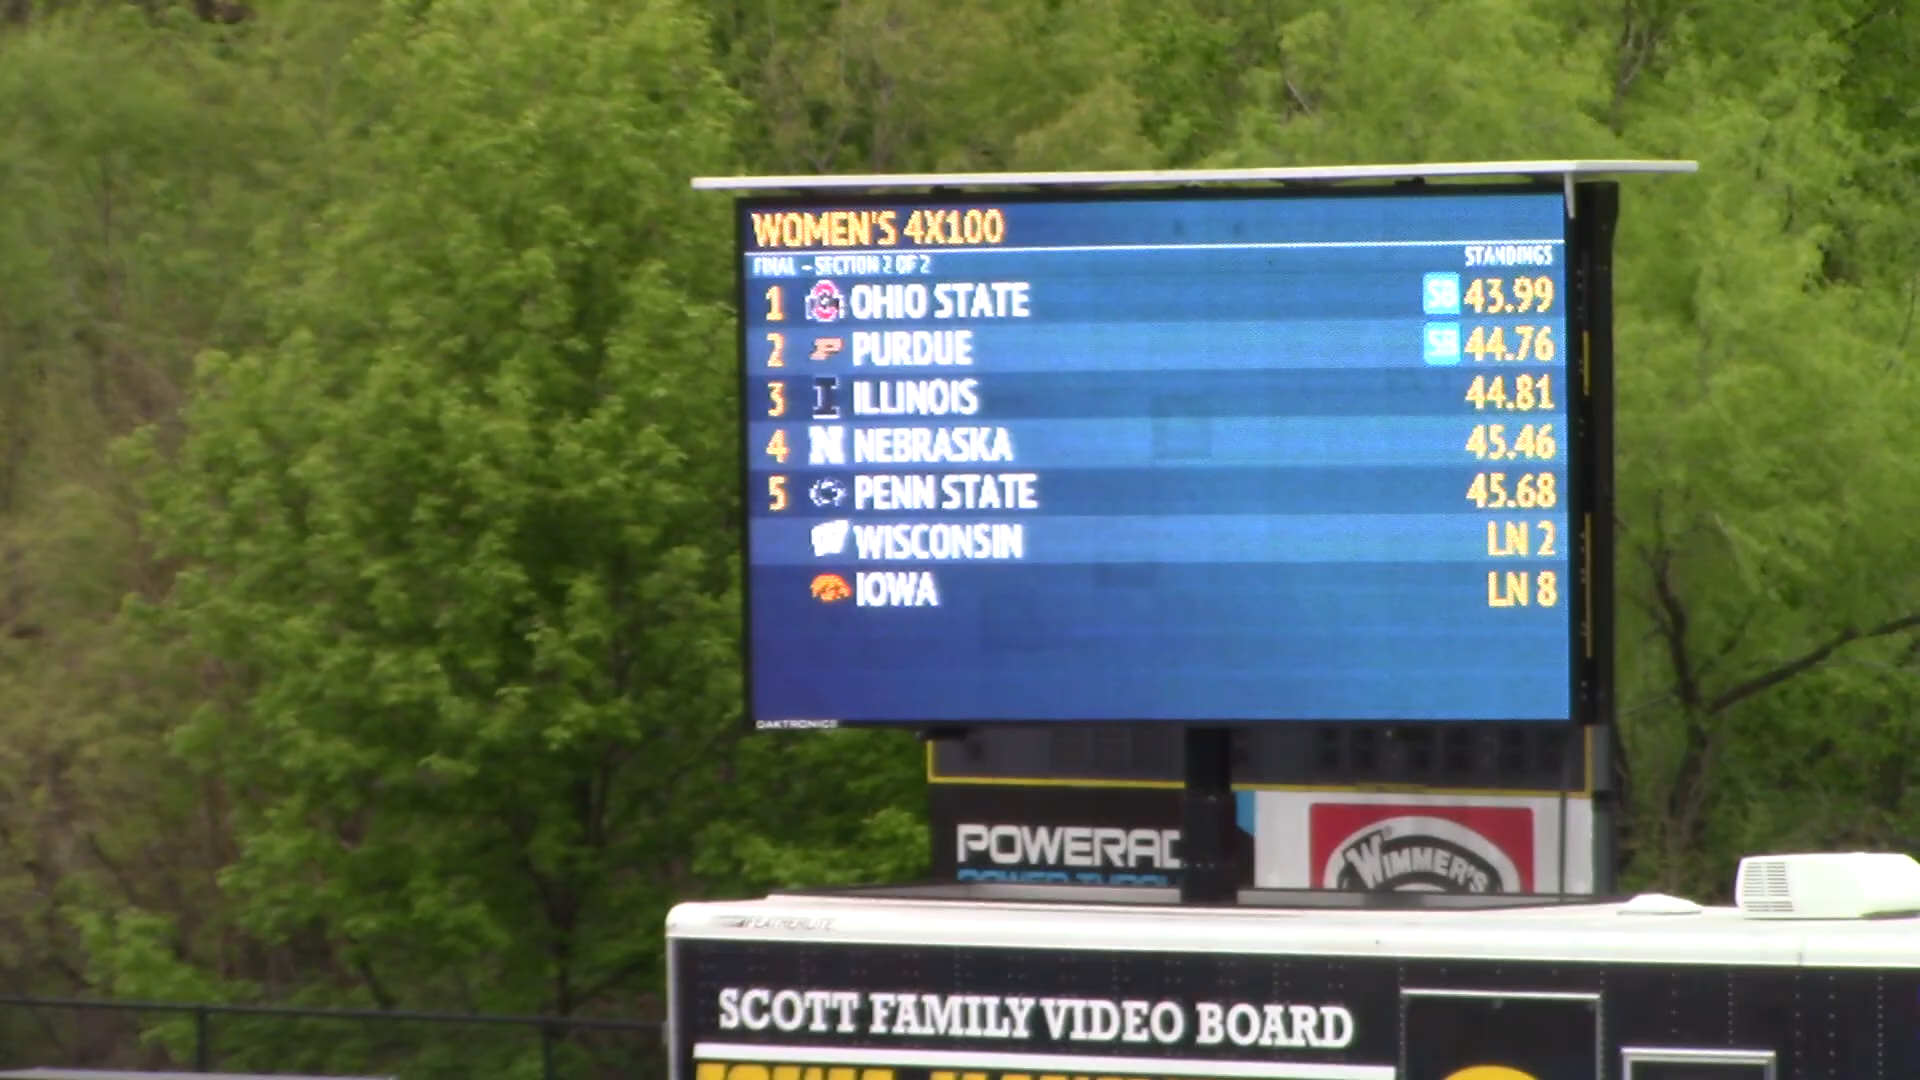 WOMEN'S 4X100
FINAL - SECTION 2 OF 2 STANDINGS
1 OHIO STATE SB 43.99
2 PURDUE SB 44.76
3 ILLINOIS 44.81
4 NEBRASKA 45.46
5 PENN STATE 45.68
WISCONSIN LN 2
IOWA LN 8
DAKTRONICS
POWERAD
WIMMER'S
FEATHERLITE
SCOTT FAMILY VIDEO BOARD